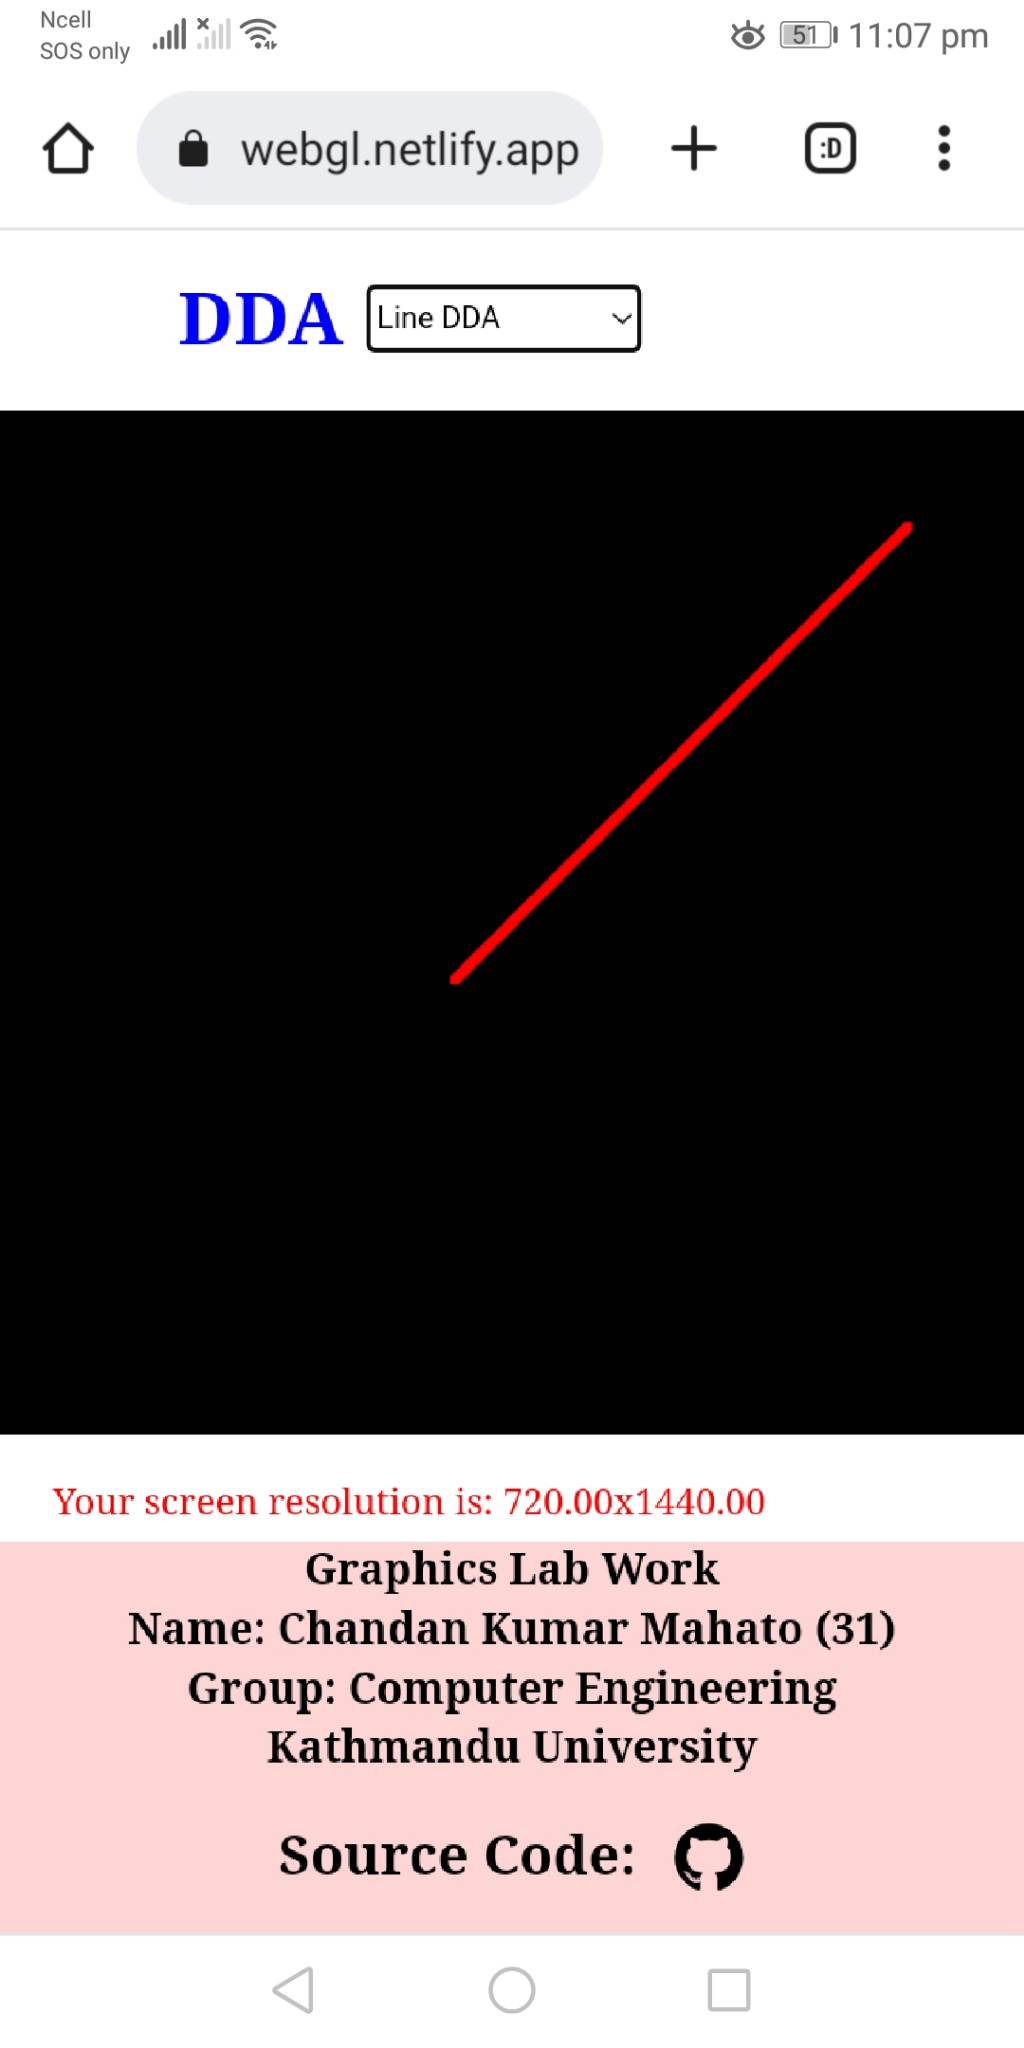 Ncell
SOS only
51 11:07 pm
webgl.netlify.app
:D
DDA Line DDA
Your screen resolution is: 720.00x1440.00
Graphics Lab Work
Name: Chandan Kumar Mahato (31)
Group: Computer Engineering
Kathmandu University
Source Code: